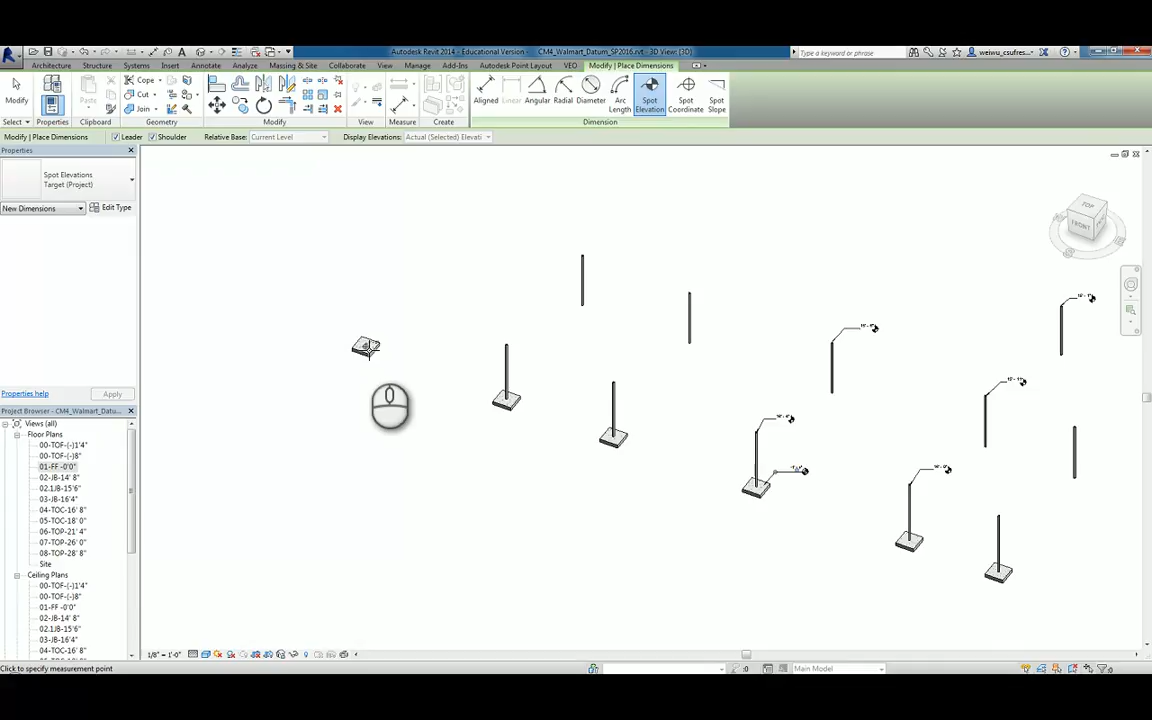 Autodesk Revit 2014 - Educational Version - CM4_Walmart_Datum_SP2016.rvt - 3D View: {3D}
Type a keyword or phrase
weiwu_csufres...
Architecture Structure Systems Insert Annotate Analyze Massing & Site Collaborate View Manage Add-Ins Autodesk Point Layout VEO Modify | Place Dimensions
Modify
Paste
Cope
Cut
Join
Aligned Linear Angular Radial Diameter Arc Length Spot Elevation Spot Coordinate Spot Slope
Select Properties Clipboard Geometry Modify View Measure Create Dimension
Modify | Place Dimensions Leader Shoulder Relative Base: Current Level Display Elevations: Actual (Selected) Elevati
Properties
Spot Elevations
Target (Project)
New Dimensions Edit Type
TOP
FRONT
Properties help Apply
Project Browser - CM4_Walmart_Datu...
Views (all)
Floor Plans
00-TOF-(-)1'4"
00-TOF-(-)8"
01-FF -0'0"
02-JB-14' 8"
02.1JB-15'6"
03-JB-16'4"
04-TOC-16' 8"
05-TOC-18' 0"
06-TOP-21' 4"
07-TOP-26' 0"
08-TOP-28' 8"
Site
Ceiling Plans
00-TOF-(-)1'4"
00-TOF-(-)8"
01-FF -0'0"
02-JB-14' 8"
02.1JB-15'6"
03-JB-16'4"
04-TOC-16' 8"
1/8" = 1'-0"
Click to specify measurement point
:0
Main Model
:0